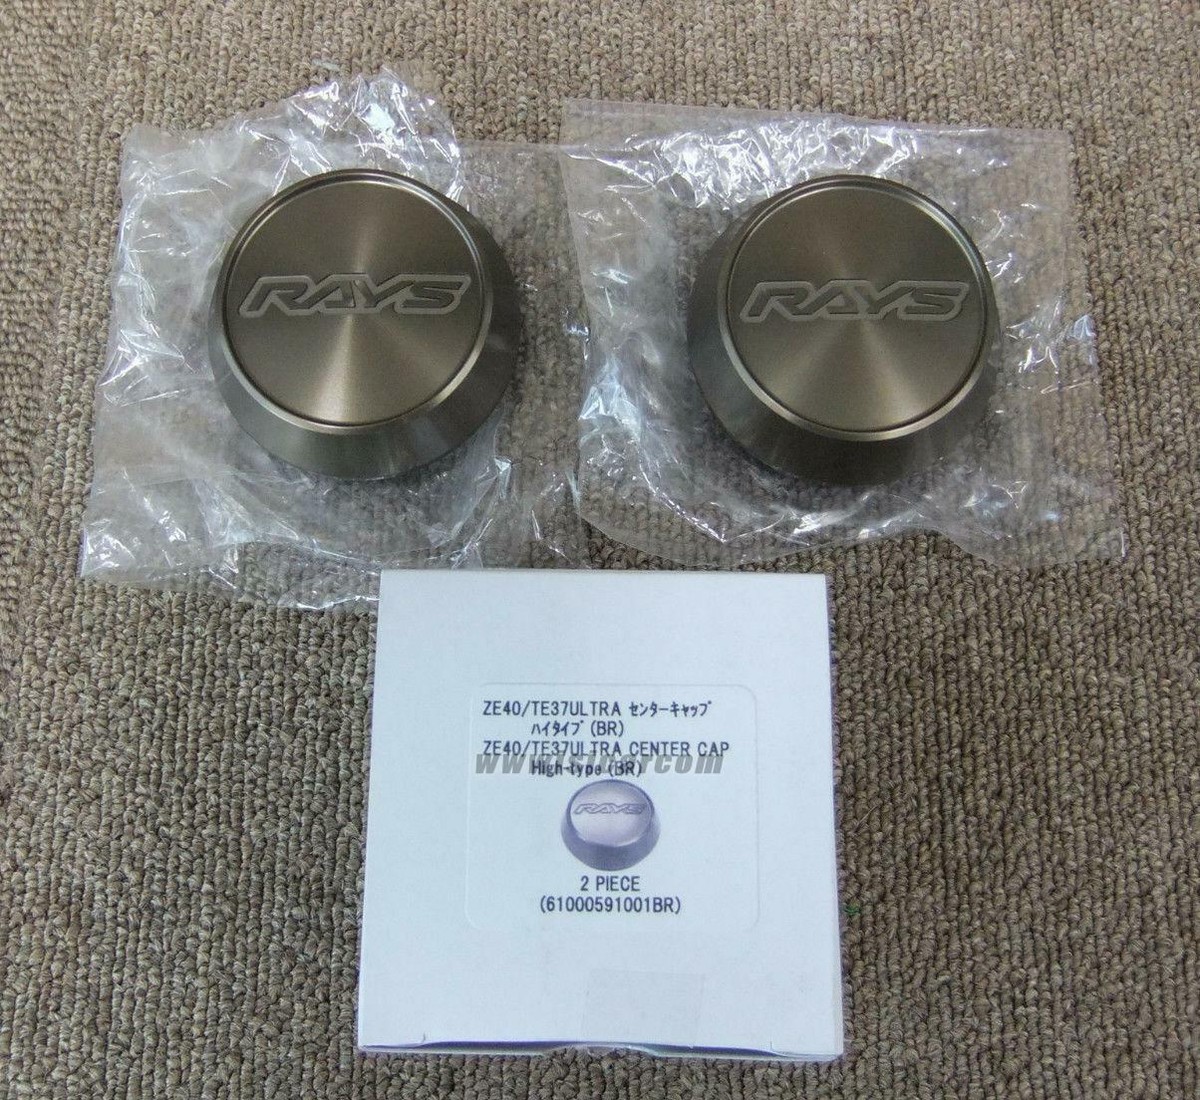 RAYS
RAYS
ZE40/TE37ULTRA センターキャップ
ハイタイプ(BR)
ZE40/TE37ULTRA CENTER CAP
High-type(BR)
RAYS
2 PIECE
(61000591001BR)